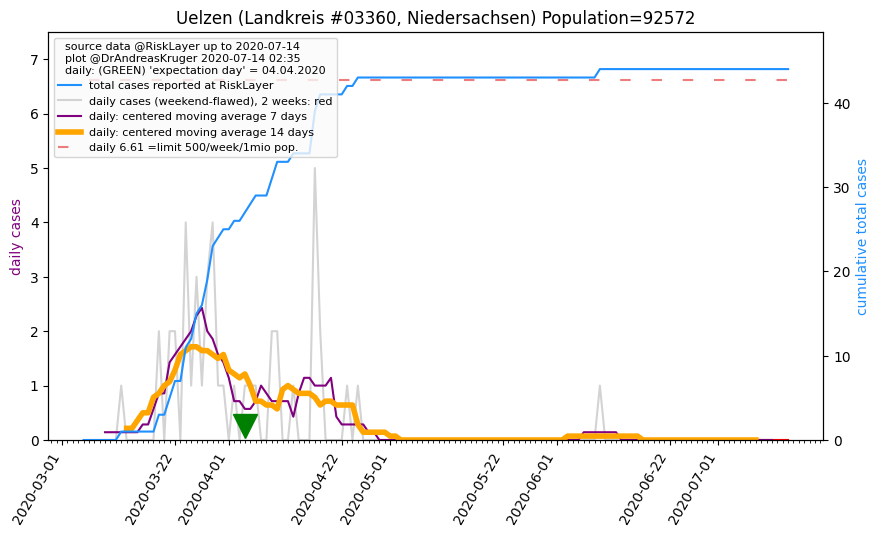 Uelzen (Landkreis #03360, Niedersachsen) Population=92572
source data @RiskLayer up to 2020-07-14
plot @DrAndreasKruger 2020-07-14 02:35
daily: (GREEN) 'expectation day' = 04.04.2020
total cases reported at RiskLayer
daily cases (weekend-flawed), 2 weeks: red
daily: centered moving average 7 days
daily: centered moving average 14 days
daily 6.61 =limit 500/week/1mio pop.
daily cases
7
6
5
4
3
2
1
0
cumulative total cases
40
30
20
10
0
2020-03-01
2020-03-22
2020-04-01
2020-04-22
2020-05-01
2020-05-22
2020-06-01
2020-06-22
2020-07-01